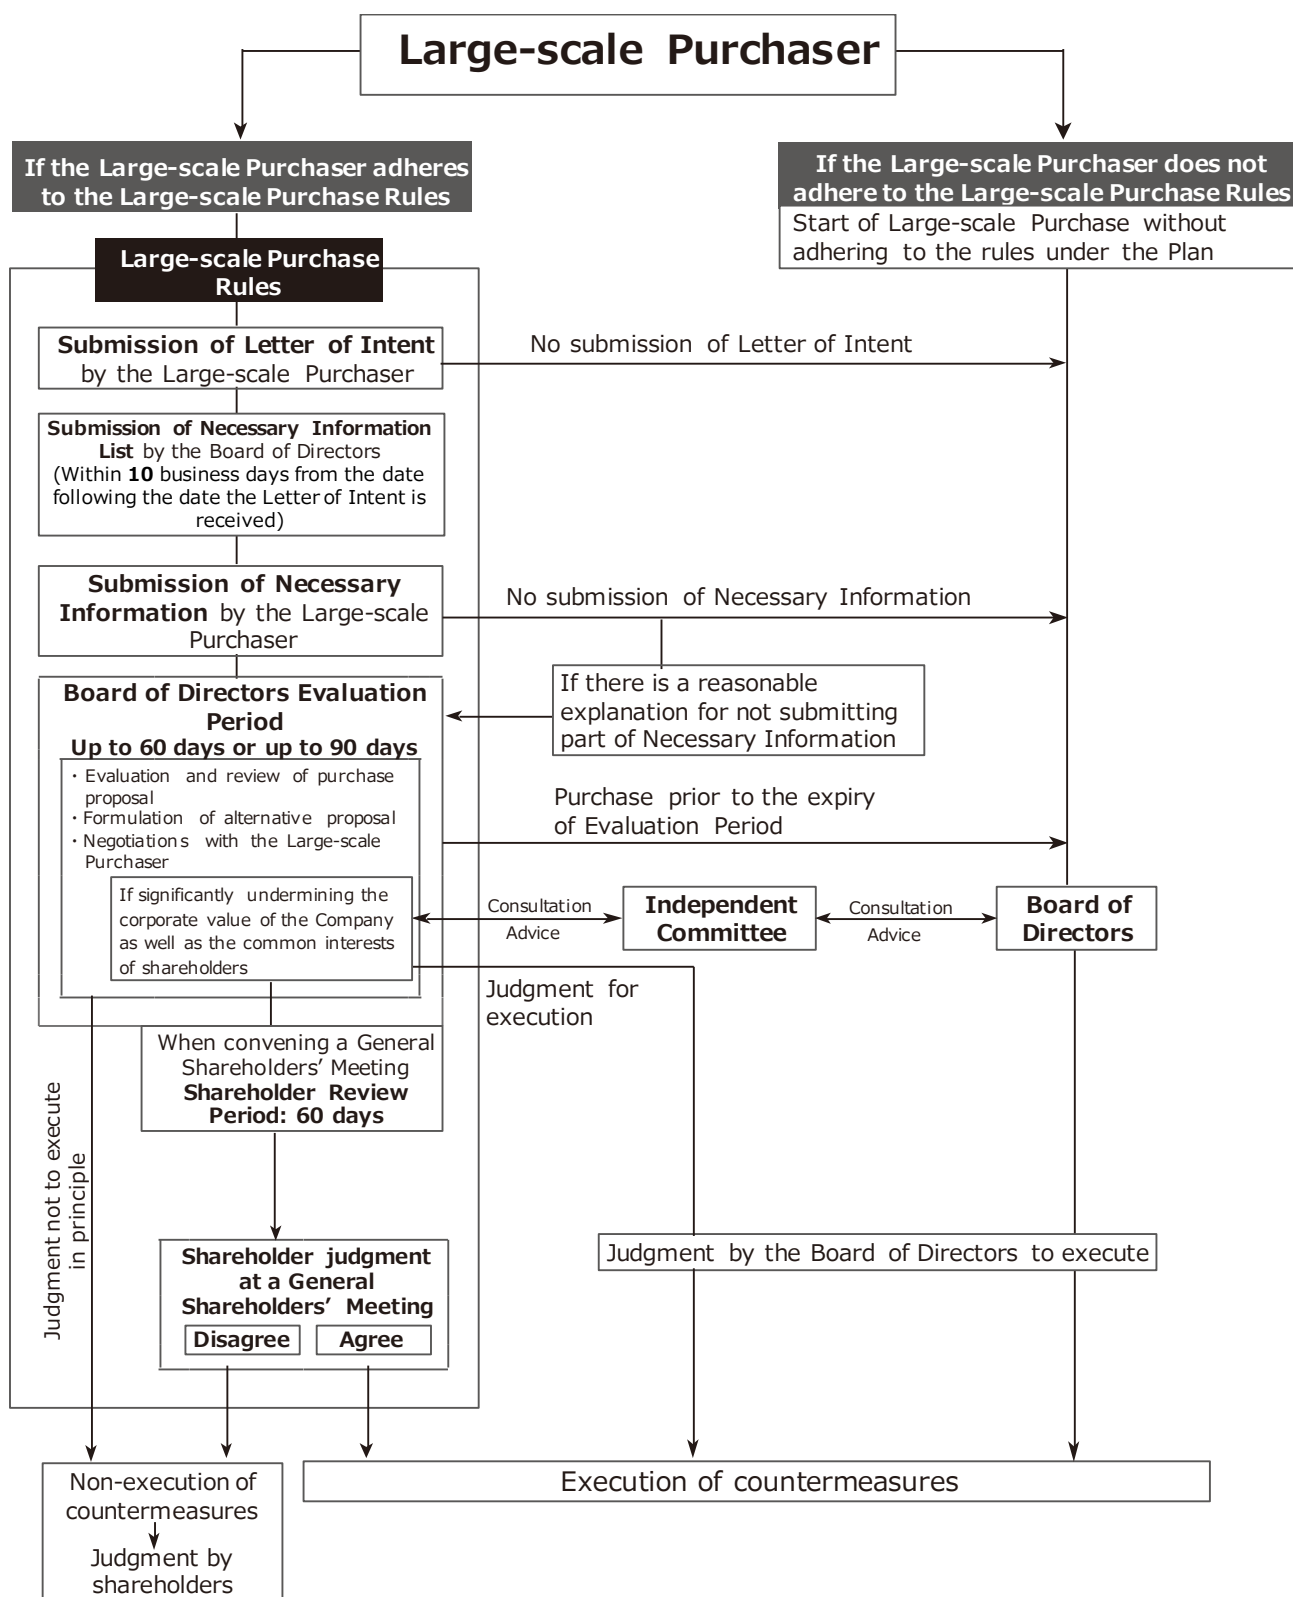 Large-scale Purchaser
If the Large-scale Purchaser adheres
to the Large-scale Purchase Rules
If the Large-scale Purchaser does not
adhere to the Large-scale Purchase Rules
Start of Large-scale Purchase without
adhering to the rules under the Plan
Large-scale Purchase
Rules
Submission of Letter of Intent
by the Large-scale Purchaser
No submission of Letter of Intent
Submission of Necessary Information
List by the Board of Directors
(Within 10 business days from the date
following the date the Letter of Intent is
received)
Submission of Necessary
Information by the Large-scale
Purchaser
No submission of Necessary Information
If there is a reasonable
explanation for not submitting
part of Necessary Information
Board of Directors Evaluation
Period
Up to 60 days or up to 90 days
・Evaluation and review of purchase
proposal
・Formulation of alternative proposal
・Negotiations with the Large-scale
Purchaser
Purchase prior to the expiry
of Evaluation Period
If significantly undermining the
corporate value of the Company
as well as the common interests
of shareholders
Consultation
Advice
Independent
Committee
Consultation
Advice
Board of
Directors
Judgment for
execution
When convening a General
Shareholders’ Meeting
Shareholder Review
Period: 60 days
Judgment not to execute
in principle
Shareholder judgment
at a General
Shareholders’ Meeting
Disagree
Agree
Judgment by the Board of Directors to execute
Non-execution of
countermeasures
Judgment by
shareholders
Execution of countermeasures